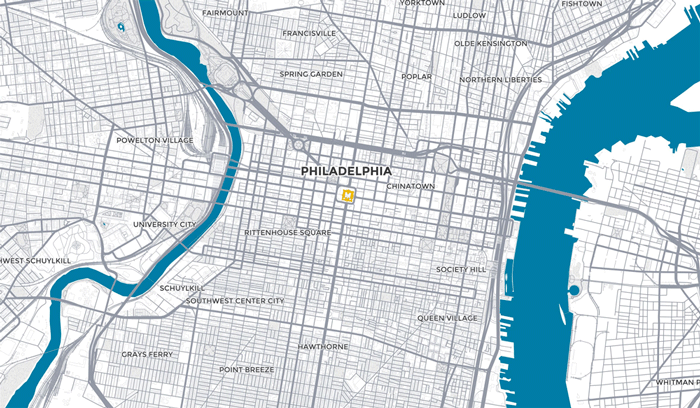 YORKTOWN
FISHTOWN
FAIRMOUNT
LUDLOW
FRANCISVILLE
OLDE KENSINGTON
SPRING GARDEN
POPLAR
NORTHERN LIBERTIES
POWELTON VILLAGE
PHILADELPHIA
CHINATOWN
UNIVERSITY CITY
RITTENHOUSE SQUARE
HWEST SCHUYLKILL
SOCIETY HILL
SCHUYLKILL
SOUTHWEST CENTER CITY
QUEEN VILLAGE
HAWTHORNE
GRAYS FERRY
POINT BREEZE
WHITMAN P